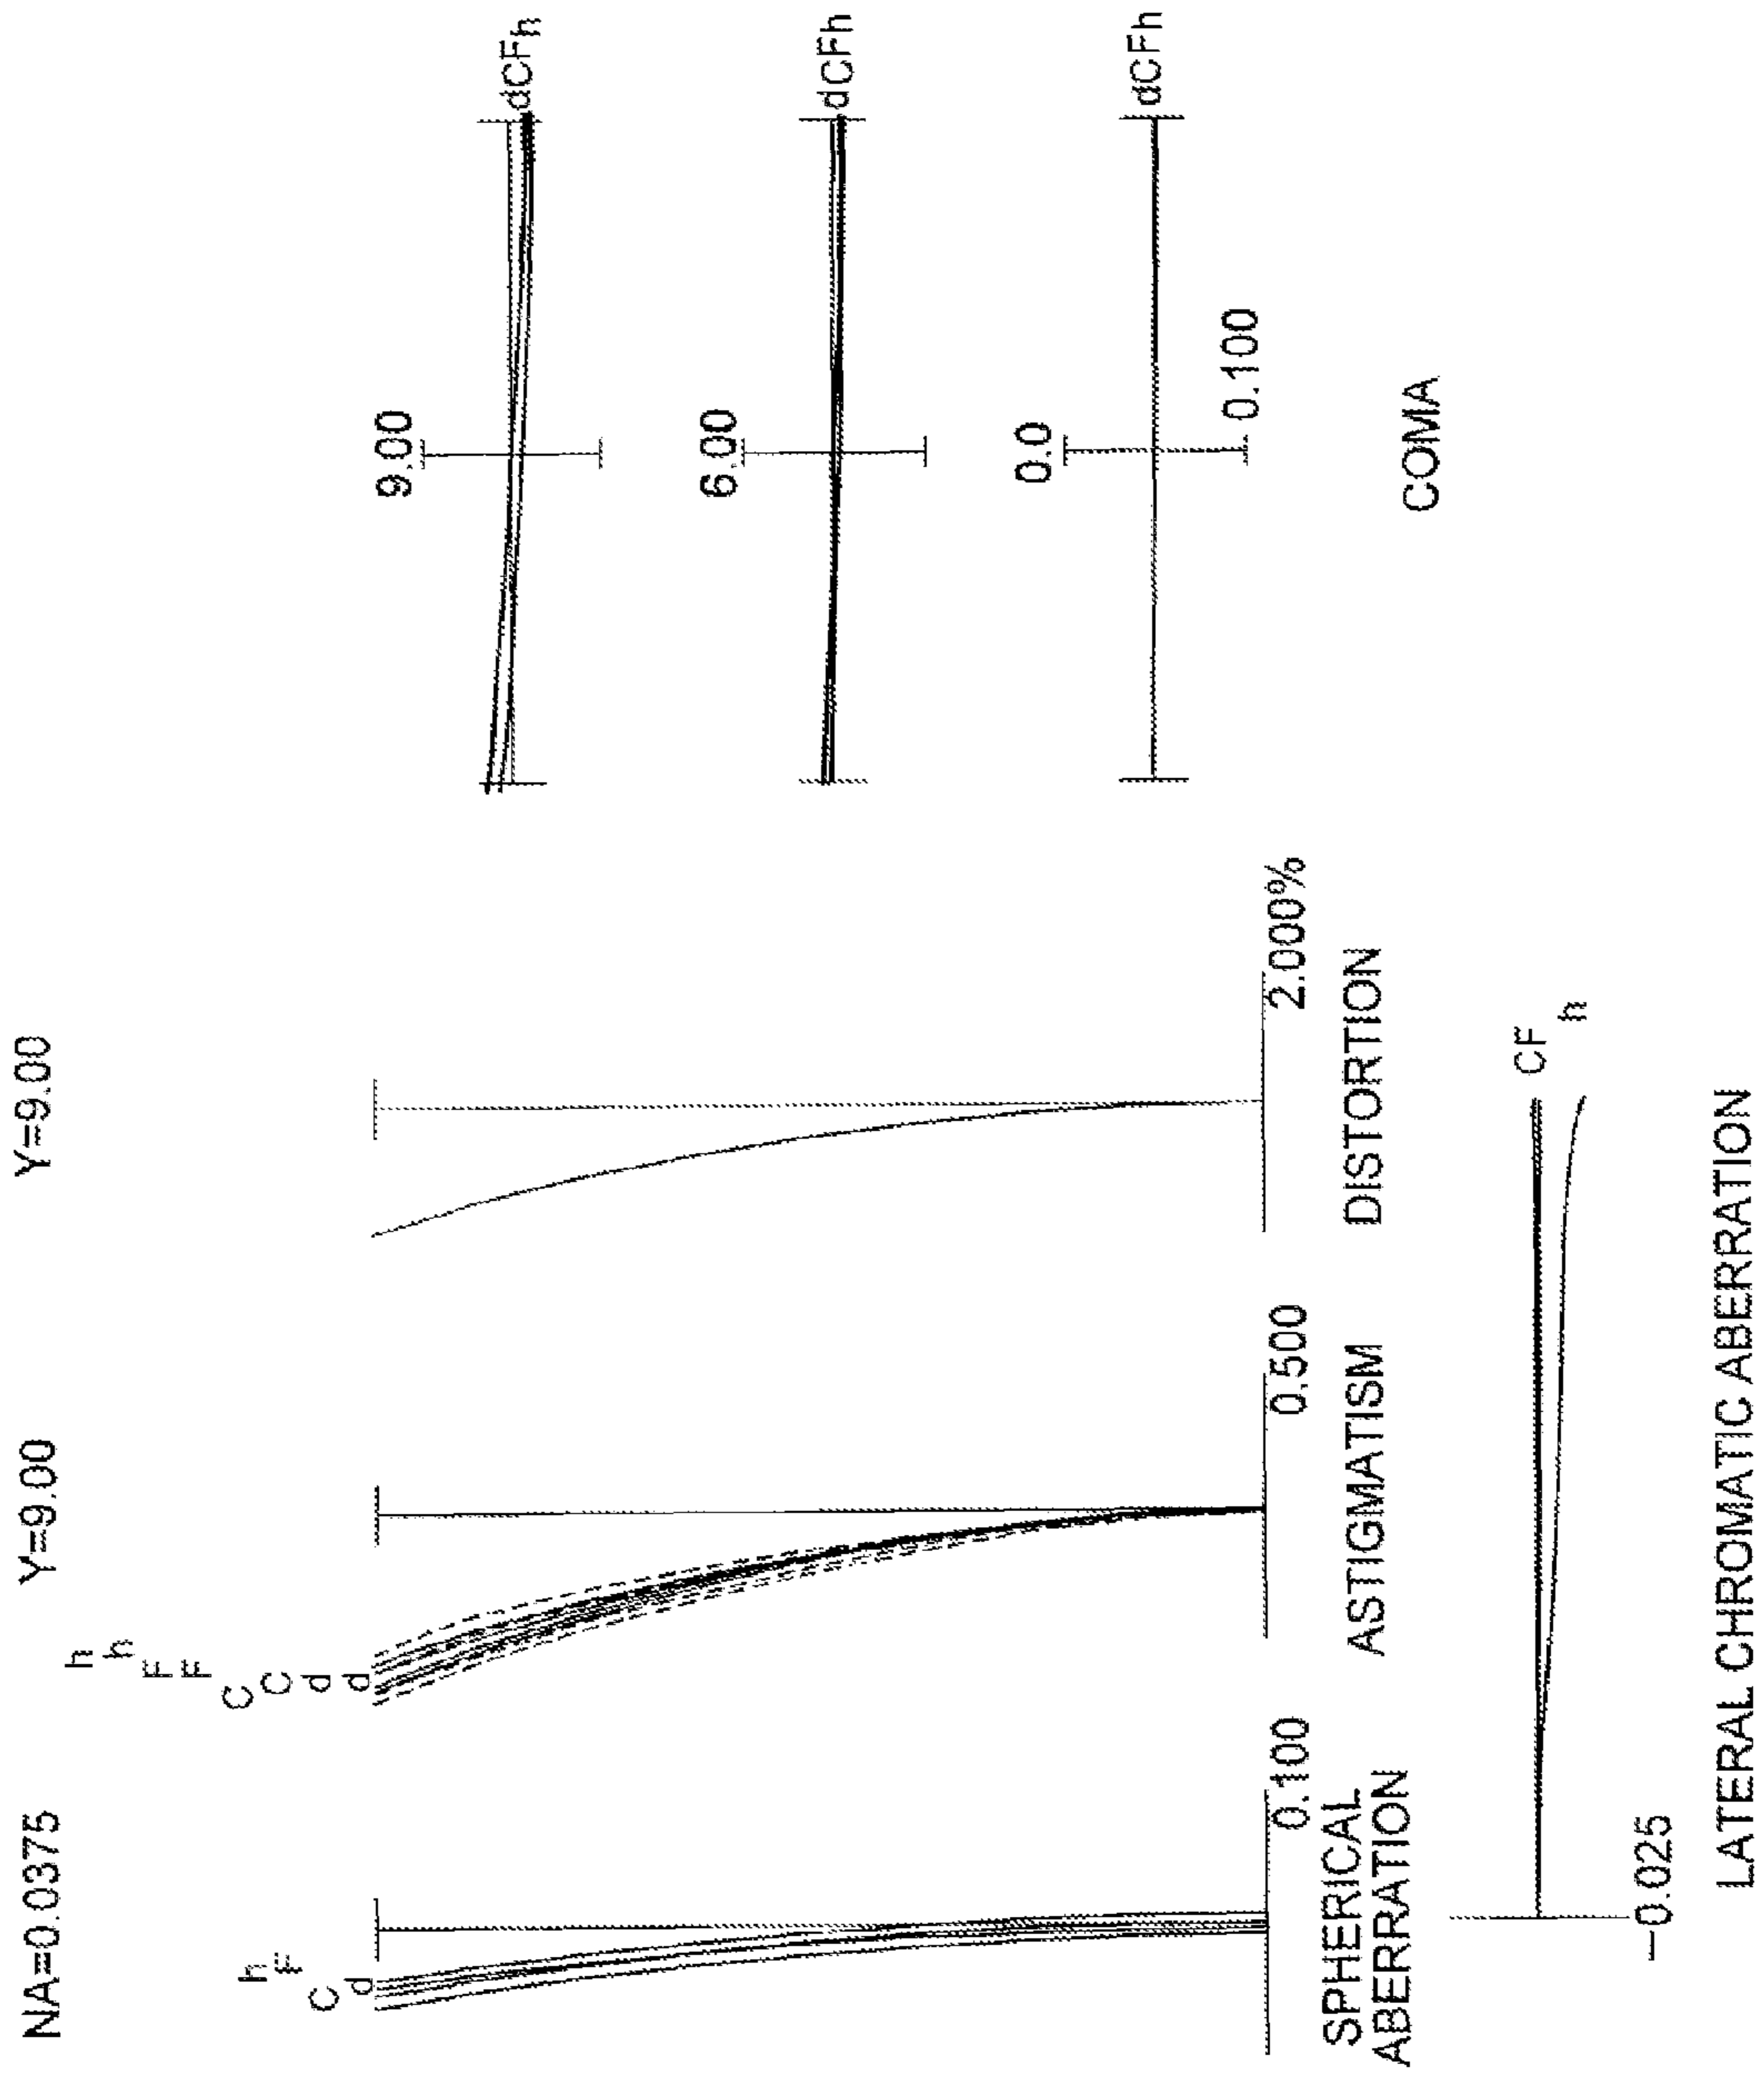 NA=0.0375
h
F
C
d
0.100
SPHERICAL
ABERRATION
Y=9.00
h
h
F
F
C
C
d
d
0.500
ASTIGMATISM
Y=9.00
2.000%
DISTORTION
9.00
dCFh
6.00
dCFh
0.0
dCFh
0.100
COMA
CF
h
−0.025
LATERAL CHROMATIC ABERRATION